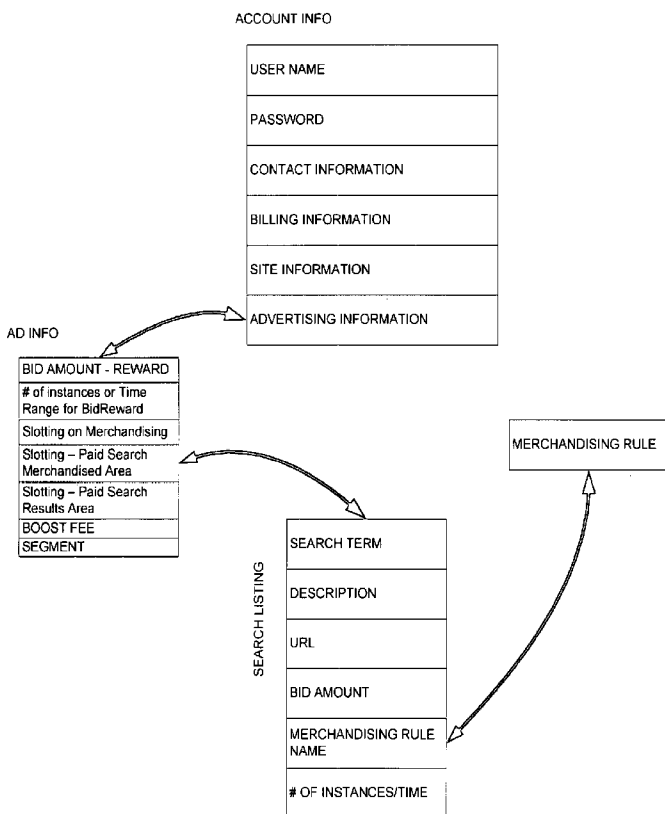 ACCOUNT INFO
USER NAME
PASSWORD
CONTACT INFORMATION
BILLING INFORMATION
SITE INFORMATION
ADVERTISING INFORMATION
AD INFO
BID AMOUNT - REWARD
# of instances or Time
Range for BidReward
Slotting on Merchandising
Slotting – Paid Search
Merchandised Area
Slotting – Paid Search
Results Area
BOOST FEE
SEGMENT
MERCHANDISING RULE
SEARCH LISTING
SEARCH TERM
DESCRIPTION
URL
BID AMOUNT
MERCHANDISING RULE
NAME
# OF INSTANCES/TIME